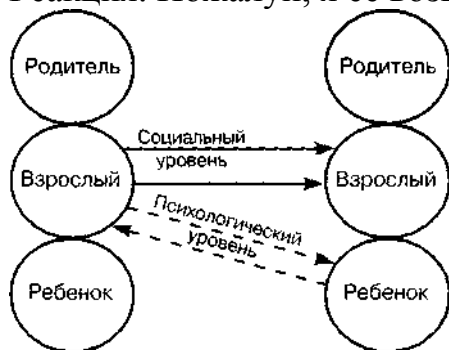 Родитель
Родитель
Социальный
уровень
Взрослый
Взрослый
Психологический
уровень
Ребенок
Ребенок